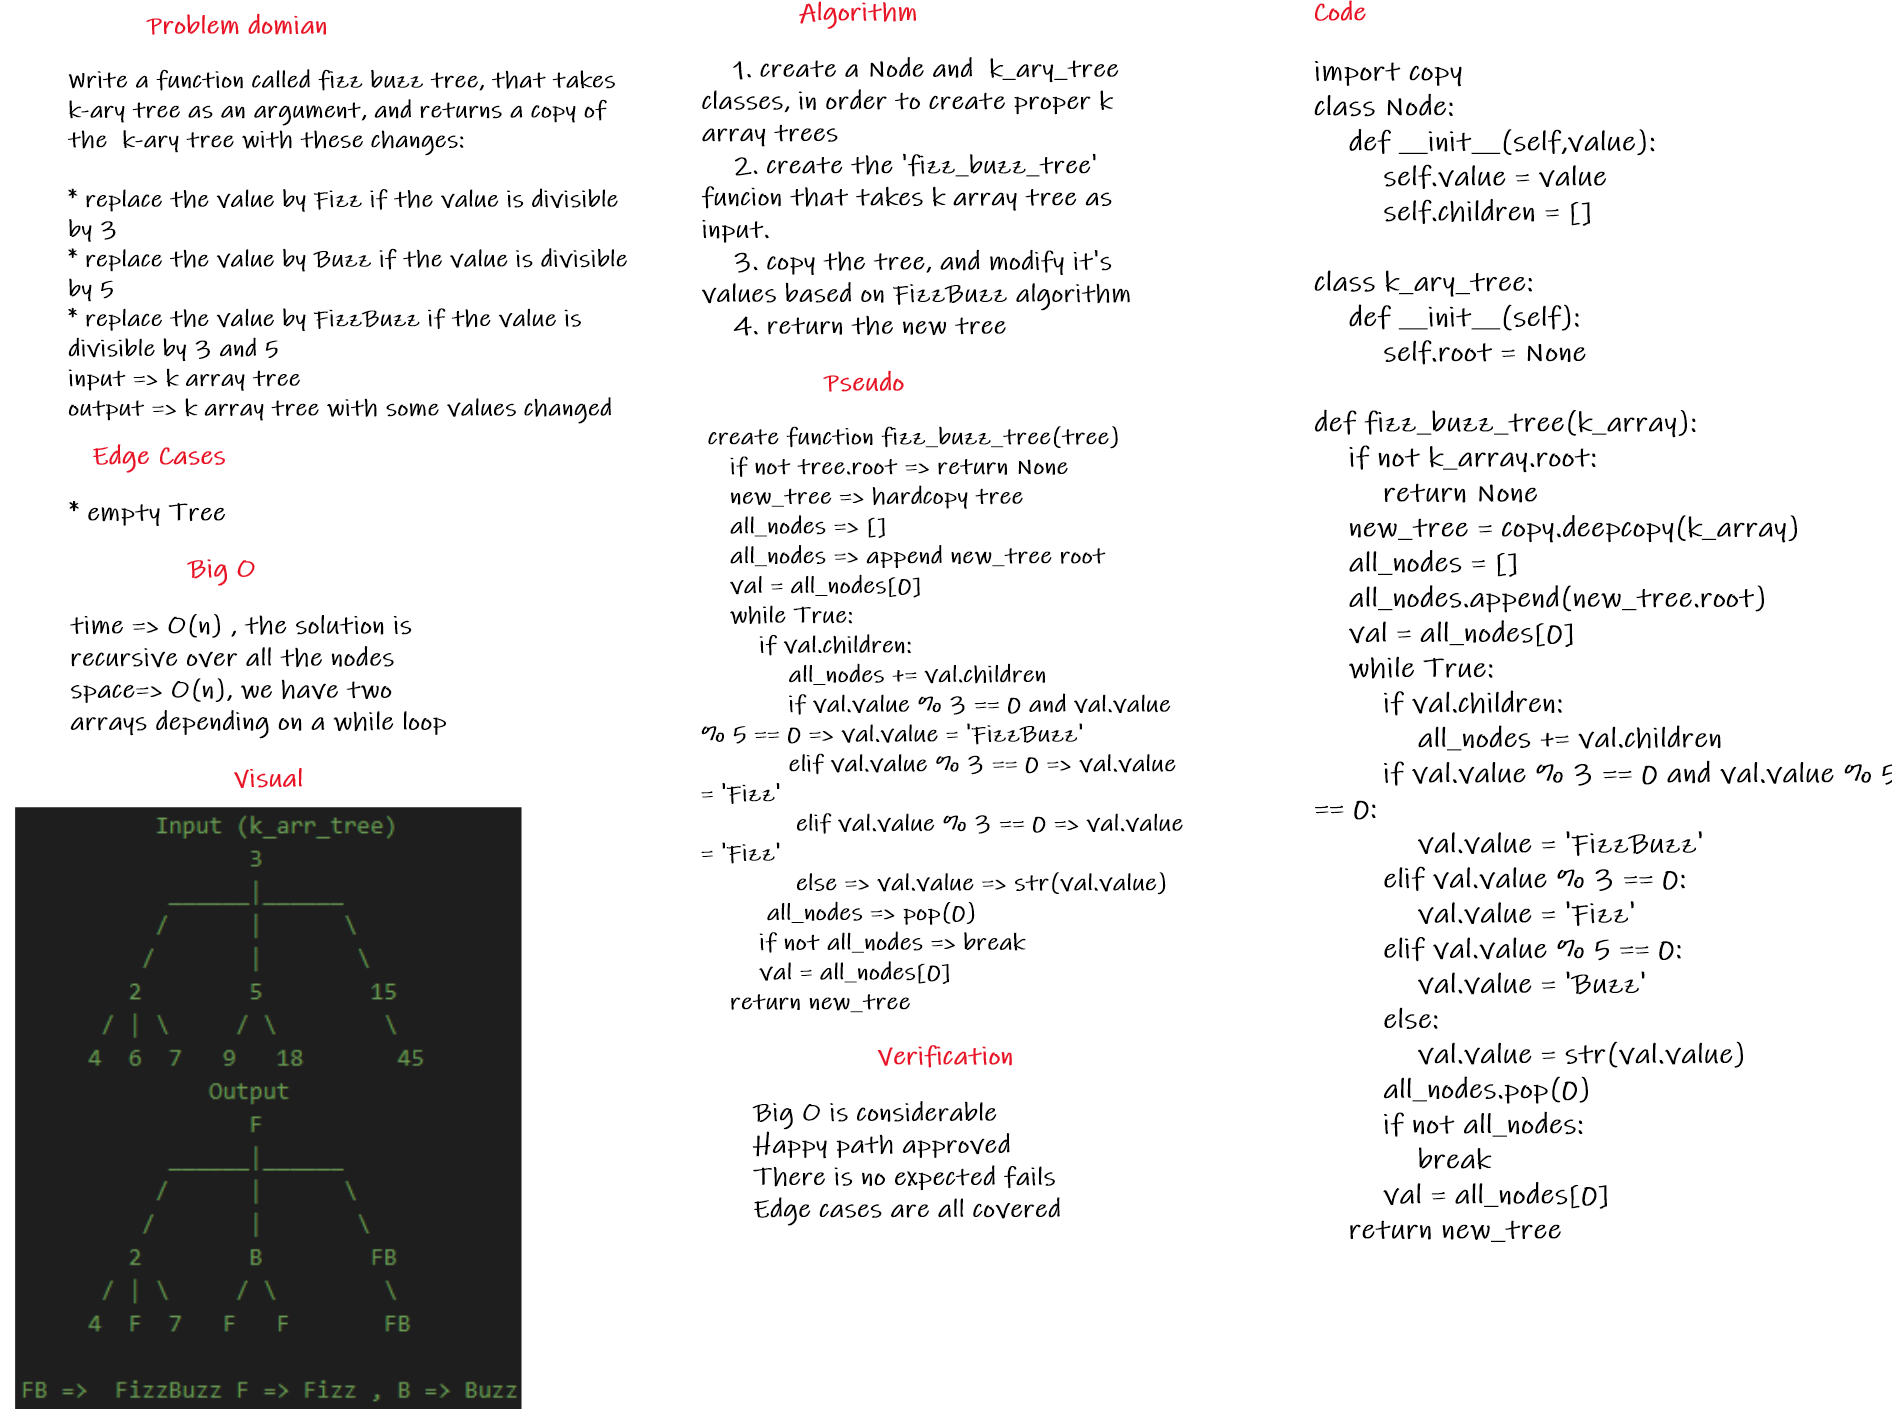 Problem domian
Write a function called fizz buzz tree, that takes
k-ary tree as an argument, and returns a copy of
the  k-ary tree with these changes:
* replace the value by Fizz if the value is divisible
by 3
* replace the value by Buzz if the value is divisible
by 5
* replace the value by FizzBuzz if the value is
divisible by 3 and 5
input => k array tree
output => k array tree with some values changed
Edge Cases
* empty Tree
Big O
time => O(n) , the solution is
recursive over all the nodes
space=> O(n), we have two
arrays depending on a while loop
Visual
Input (k_arr_tree)
3
______|______
/ | \
/ | \
2 5 15
/ | \ / \ \
4 6 7 9 18 45
Output
F
______|______
/ | \
/ | \
2 B FB
/ | \ / \ \
4 F 7 F F FB
FB =>  FizzBuzz F => Fizz , B => Buzz
Algorithm
1. create a Node and  k_ary_tree
classes, in order to create proper k
array trees
2. create the 'fizz_buzz_tree'
funcion that takes k array tree as
input.
3. copy the tree, and modify it's
values based on FizzBuzz algorithm
4. return the new tree
Pseudo
create function fizz_buzz_tree(tree)
if not tree.root => return None
new_tree => hardcopy tree
all_nodes => []
all_nodes => append new_tree root
val = all_nodes[0]
while True:
if val.children:
all_nodes += val.children
if val.value % 3 == 0 and val.value
% 5 == 0 => val.value = 'FizzBuzz'
elif val.value % 3 == 0 => val.value
= 'Fizz'
elif val.value % 3 == 0 => val.value
= 'Fizz'
else => val.value => str(val.value)
all_nodes => pop(0)
if not all_nodes => break
val = all_nodes[0]
return new_tree
Verification
Big O is considerable
Happy path approved
There is no expected fails
Edge cases are all covered
Code
import copy
class Node:
def __init__(self,value):
self.value = value
self.children = []
class k_ary_tree:
def __init__(self):
self.root = None
def fizz_buzz_tree(k_array):
if not k_array.root:
return None
new_tree = copy.deepcopy(k_array)
all_nodes = []
all_nodes.append(new_tree.root)
val = all_nodes[0]
while True:
if val.children:
all_nodes += val.children
if val.value % 3 == 0 and val.value % 5
== 0:
val.value = 'FizzBuzz'
elif val.value % 3 == 0:
val.value = 'Fizz'
elif val.value % 5 == 0:
val.value = 'Buzz'
else:
val.value = str(val.value)
all_nodes.pop(0)
if not all_nodes:
break
val = all_nodes[0]
return new_tree